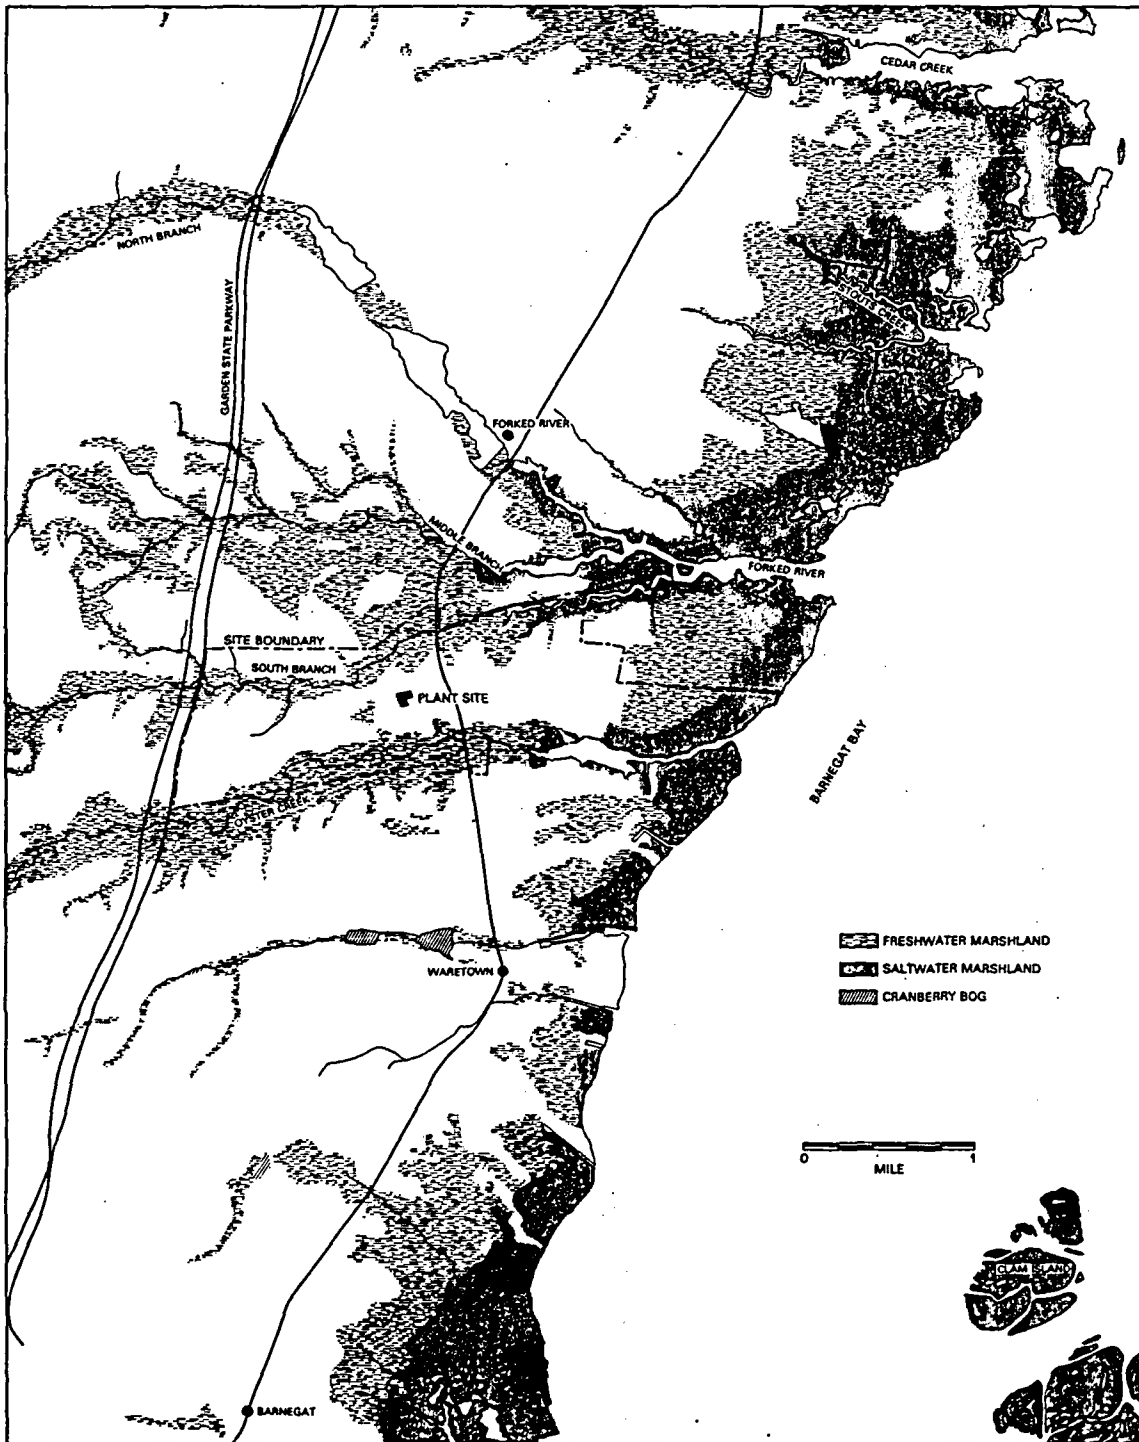 CEDAR CREEK
NORTH BRANCH
GARDEN STATE PARKWAY
STOUTS CREEK
FORKED RIVER
MIDDLE BRANCH
FORKED RIVER
SITE BOUNDARY
SOUTH BRANCH
PLANT SITE
BARNEGAT BAY
OYSTER CREEK
FRESHWATER MARSHLAND
SALTWATER MARSHLAND
CRANBERRY BOG
WARETOWN
0 1
MILE
CLAM ISLAND
BARNEGAT